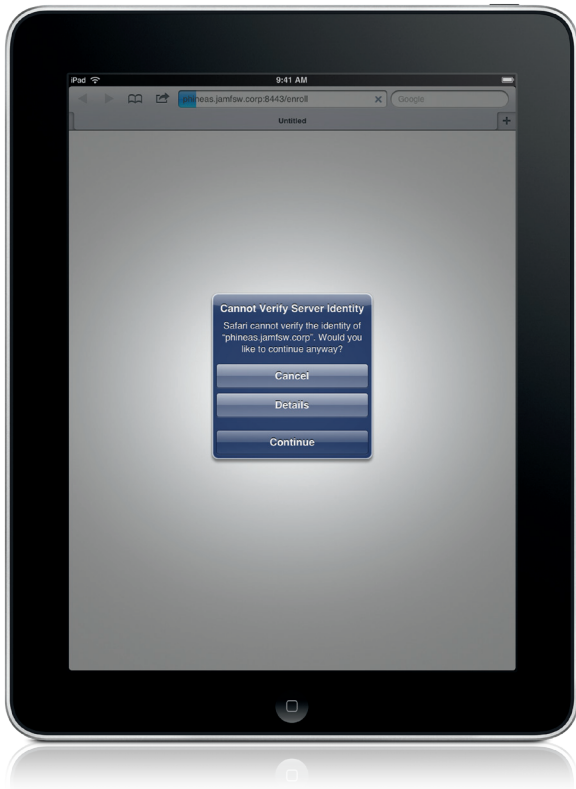 iPad
9:41 AM
phineas.jamfsw.corp:8443/enroll
Google
Untitled
Cannot Verify Server Identity
Safari cannot verify the identity of
“phineas.jamfsw.corp”. Would you
like to continue anyway?
Cancel
Details
Continue